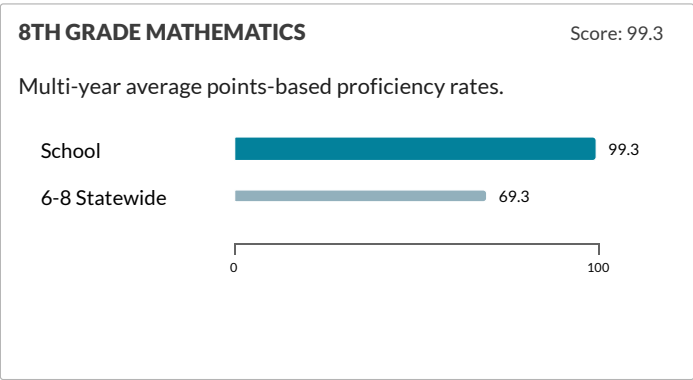 8TH GRADE MATHEMATICS Score: 99.3
Multi-year average points-based proficiency rates.
School 99.3
6-8 Statewide 69.3
0 100